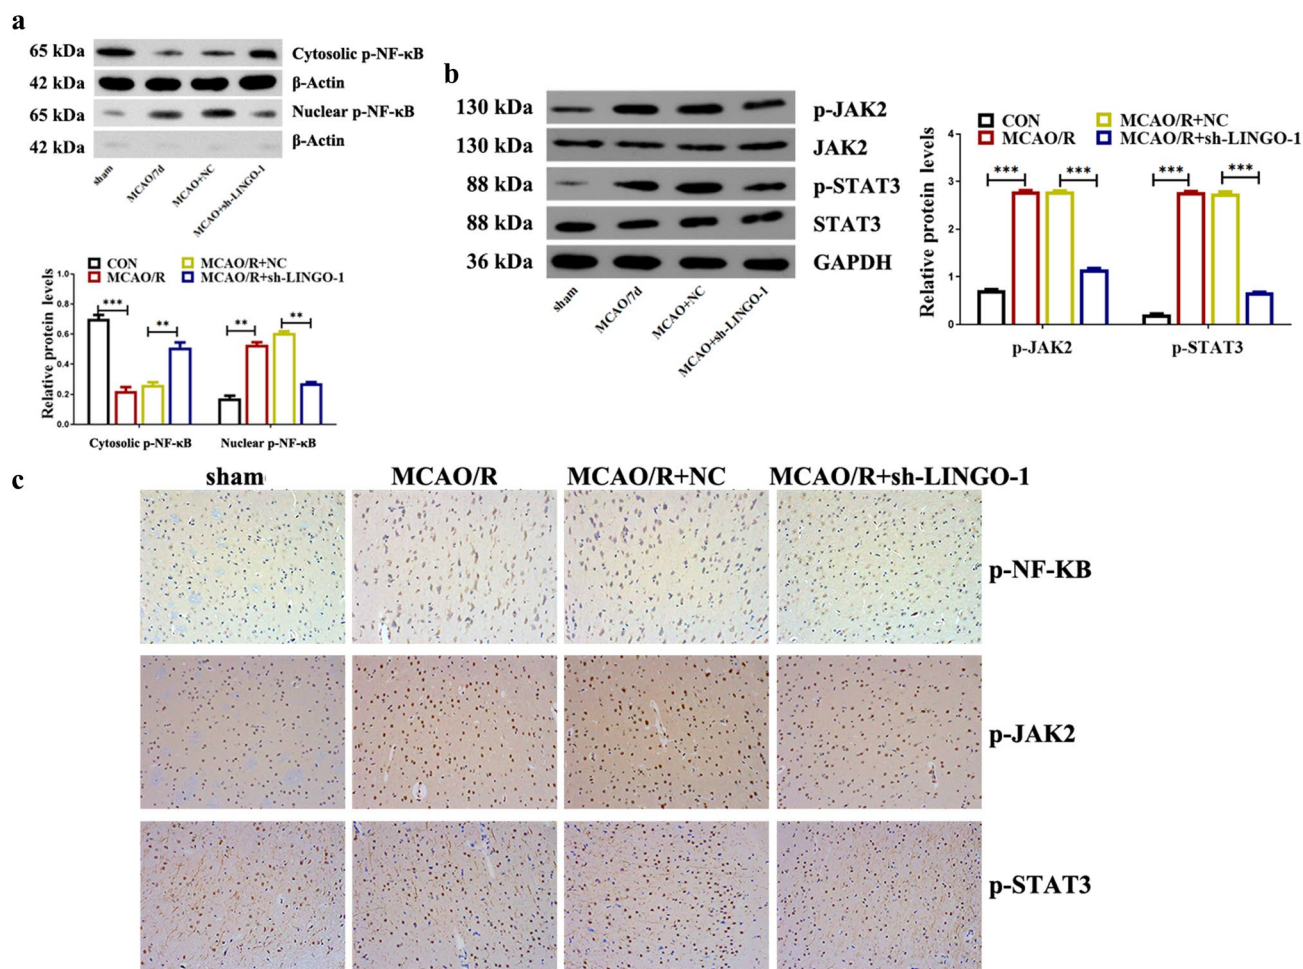 a
65 kDa
Cytosolic p-NF-κB
42 kDa
β-Actin
65 kDa
Nuclear p-NF-κB
42 kDa
β-Actin
sham
MCAO/7d
MCAO+NC
MCAO+sh-LINGO-1
CON
MCAO/R
MCAO/R+NC
MCAO/R+sh-LINGO-1
Relative protein levels
1.0
0.8
0.6
0.4
0.2
0.0
***
**
**
**
Cytosolic p-NF-κB
Nuclear p-NF-κB
b
130 kDa
p-JAK2
130 kDa
JAK2
88 kDa
p-STAT3
88 kDa
STAT3
36 kDa
GAPDH
sham
MCAO/7d
MCAO+NC
MCAO+sh-LINGO-1
CON
MCAO/R
MCAO/R+NC
MCAO/R+sh-LINGO-1
Relative protein levels
4
3
2
1
0
***
***
***
***
p-JAK2
p-STAT3
c
sham
MCAO/R
MCAO/R+NC
MCAO/R+sh-LINGO-1
p-NF-KB
p-JAK2
p-STAT3